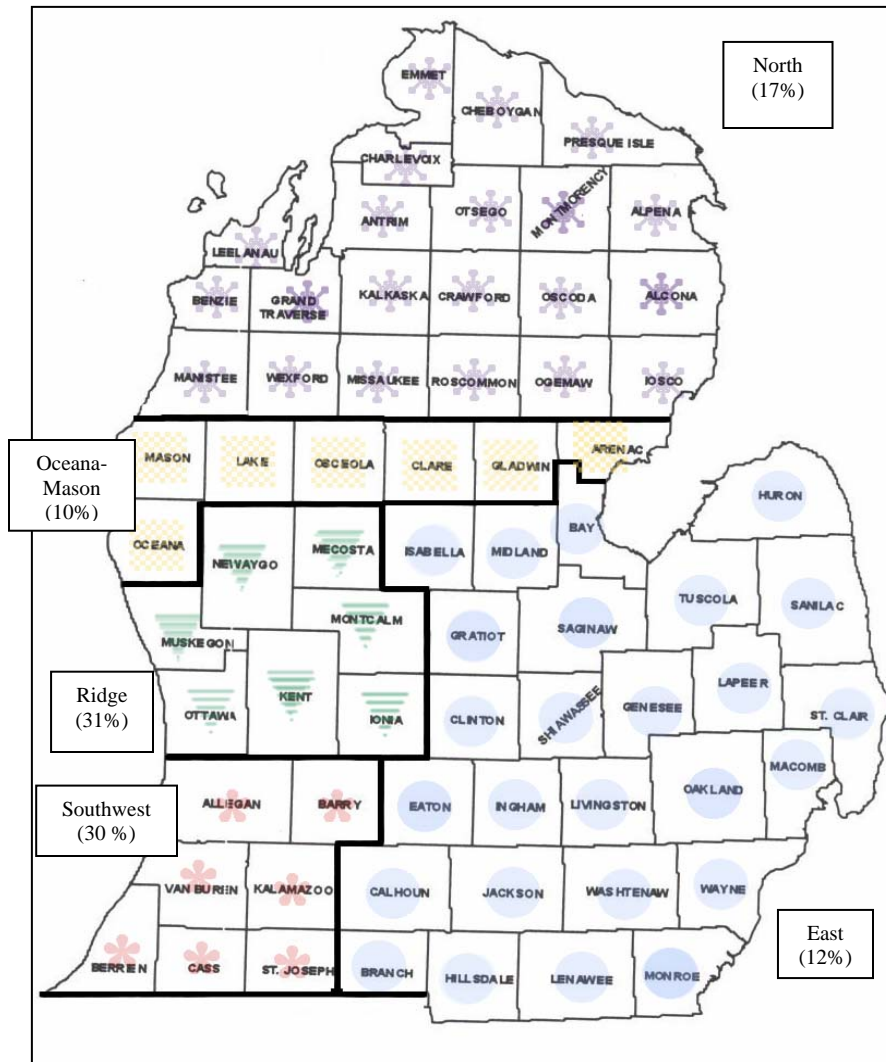 North
(17%)
EMMET
CHEBOYGAN
PRESQUE ISLE
CHARLEVOIX
ANTRIM
OTSEGO
MONTMORENCY
ALPENA
LEELANAU
BENZIE
GRAND
TRAVERSE
KALKASKA
CRAWFORD
OSCODA
ALCONA
MANISTEE
WEXFORD
MISSAUKEE
ROSCOMMON
OGEMAW
IOSCO
Oceana-
Mason
(10%)
MASON
LAKE
OSCEOLA
CLARE
GLADWIN
ARENAC
OCEANA
NEWAYGO
MECOSTA
ISABELLA
MIDLAND
BAY
HURON
MUSKEGON
MONTCALM
GRATIOT
SAGINAW
TUSCOLA
SANILAC
Ridge
(31%)
OTTAWA
KENT
IONIA
CLINTON
SHIAWASSEE
GENESEE
LAPEER
ST. CLAIR
Southwest
(30 %)
ALLEGAN
BARRY
EATON
INGHAM
LIVINGSTON
OAKLAND
MACOMB
VAN BUREN
KALAMAZOO
CALHOUN
JACKSON
WASHTENAW
WAYNE
East
(12%)
BERRIEN
CASS
ST. JOSEPH
BRANCH
HILLSDALE
LENAWEE
MONROE